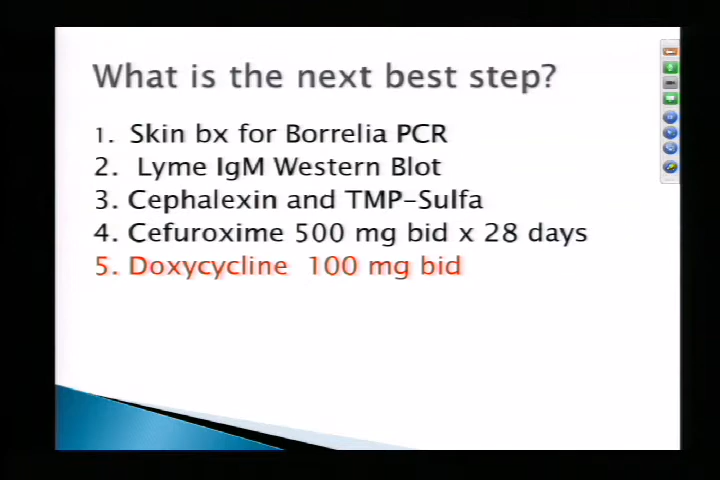 What is the next best step?
1. Skin bx for Borrelia PCR
2. Lyme IgM Western Blot
3. Cephalexin and TMP-Sulfa
4. Cefuroxime 500 mg bid x 28 days
5. Doxycycline 100 mg bid